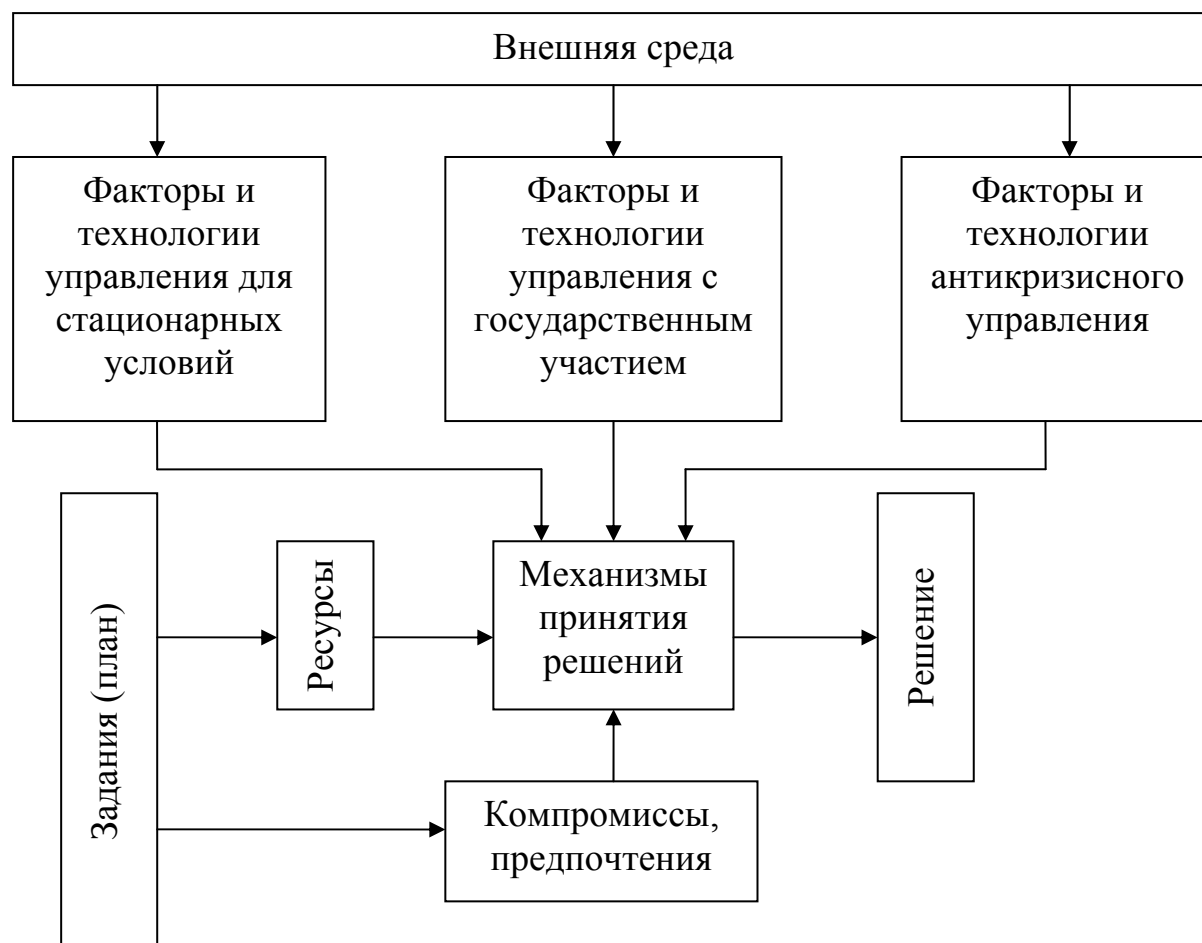 Внешняя среда
Факторы и
технологии
управления для
стационарных
условий
Факторы и
технологии
управления с
государственным
участием
Факторы и
технологии
антикризисного
управления
Задания (план)
Ресурсы
Механизмы
принятия
решений
Решение
Компромиссы,
предпочтения